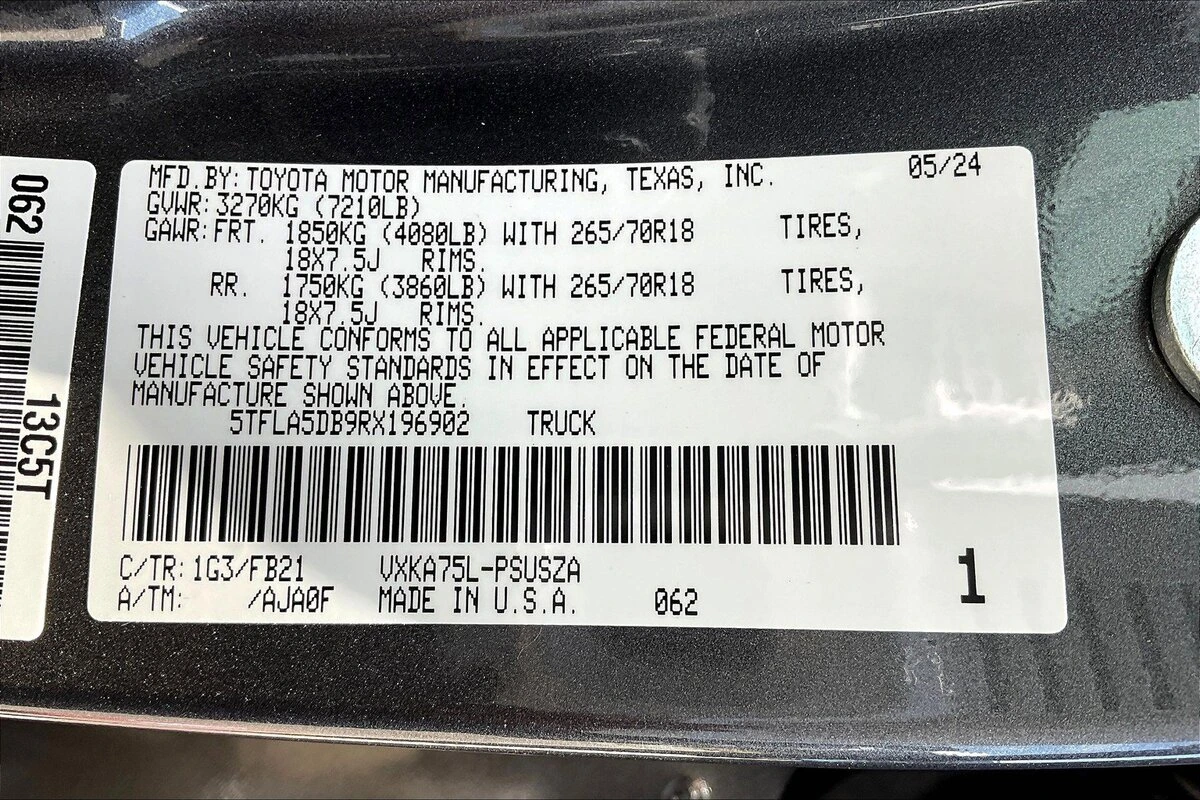 MFD.BY: TOYOTA MOTOR MANUFACTURING, TEXAS, INC. 05/24
GVWR: 3270KG (7210LB)
GAWR: FRT. 1850KG (4080LB) WITH 265/70R18 TIRES,
18X7.5J RIMS.
RR. 1750KG (3860LB) WITH 265/70R18 TIRES,
18X7.5J RIMS.
THIS VEHICLE CONFORMS TO ALL APPLICABLE FEDERAL MOTOR
VEHICLE SAFETY STANDARDS IN EFFECT ON THE DATE OF
MANUFACTURE SHOWN ABOVE.
5TFLA5DB9RX196902 TRUCK
C/TR: 1G3/FB21 VXKA75L-PSUSZA
A/TM: /AJA0F MADE IN U.S.A. 062
1
062
13C5T